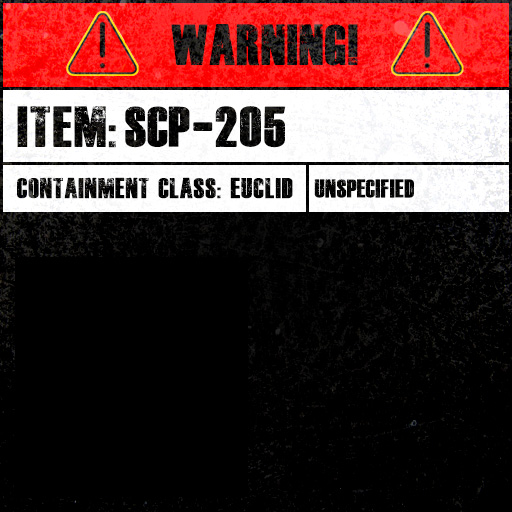 WARNING!
ITEM: SCP-205
CONTAINMENT CLASS: EUCLID
UNSPECIFIED